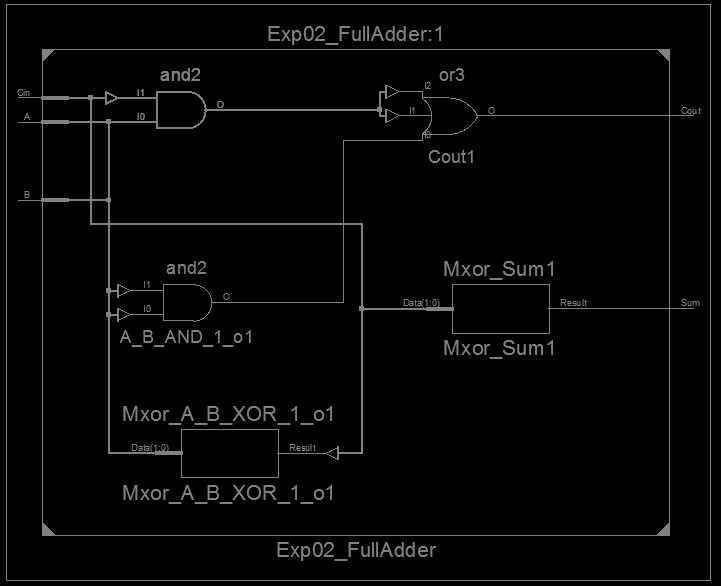 Exp02_FullAdder:1
and2
or3
Cin
I1
O
I2
A
I0
I1
O
Cout
I0
Cout1
B
and2
Mxor_Sum1
I1
O
Data(1:0)
Result
Sum
I0
A_B_AND_1_o1
Mxor_Sum1
Mxor_A_B_XOR_1_o1
Data(1:0)
Result
Mxor_A_B_XOR_1_o1
Exp02_FullAdder